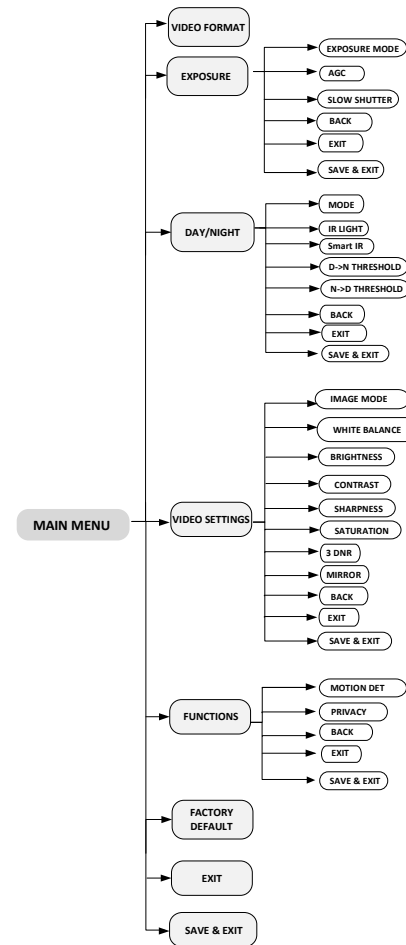 MAIN MENU
VIDEO FORMAT
EXPOSURE
EXPOSURE MODE
AGC
SLOW SHUTTER
BACK
EXIT
SAVE & EXIT
DAY/NIGHT
MODE
IR LIGHT
Smart IR
D->N THRESHOLD
N->D THRESHOLD
BACK
EXIT
SAVE & EXIT
VIDEO SETTINGS
IMAGE MODE
WHITE BALANCE
BRIGHTNESS
CONTRAST
SHARPNESS
SATURATION
3 DNR
MIRROR
BACK
EXIT
SAVE & EXIT
FUNCTIONS
MOTION DET
PRIVACY
BACK
EXIT
SAVE & EXIT
FACTORY
DEFAULT
EXIT
SAVE & EXIT